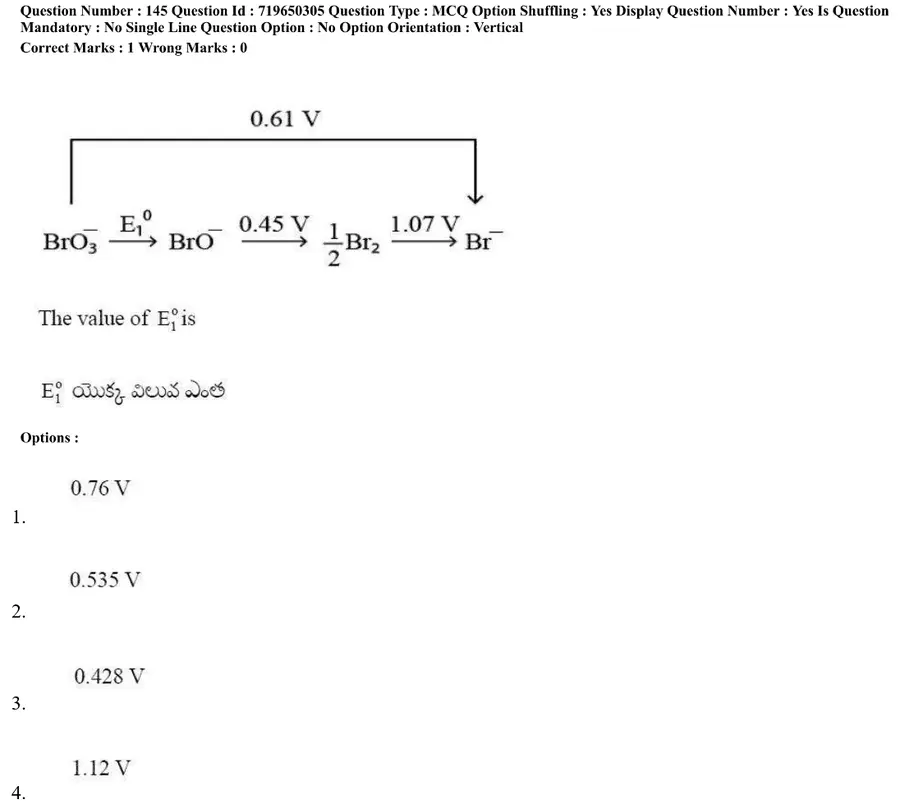 Question Number : 145 Question Id : 719650305 Question Type : MCQ Option Shuffling : Yes Display Question Number : Yes Is Question
Mandatory : No Single Line Question Option : No Option Orientation : Vertical
Correct Marks : 1 Wrong Marks : 0
0.61 V
BrO₃⁻ E₁⁰ → BrO⁻ 0.45 V → ½Br₂ 1.07 V → Br⁻
The value of E₁° is
E₁° యొక్క విలువ ఎంత
Options :
0.76 V
1.
0.535 V
2.
0.428 V
3.
1.12 V
4.